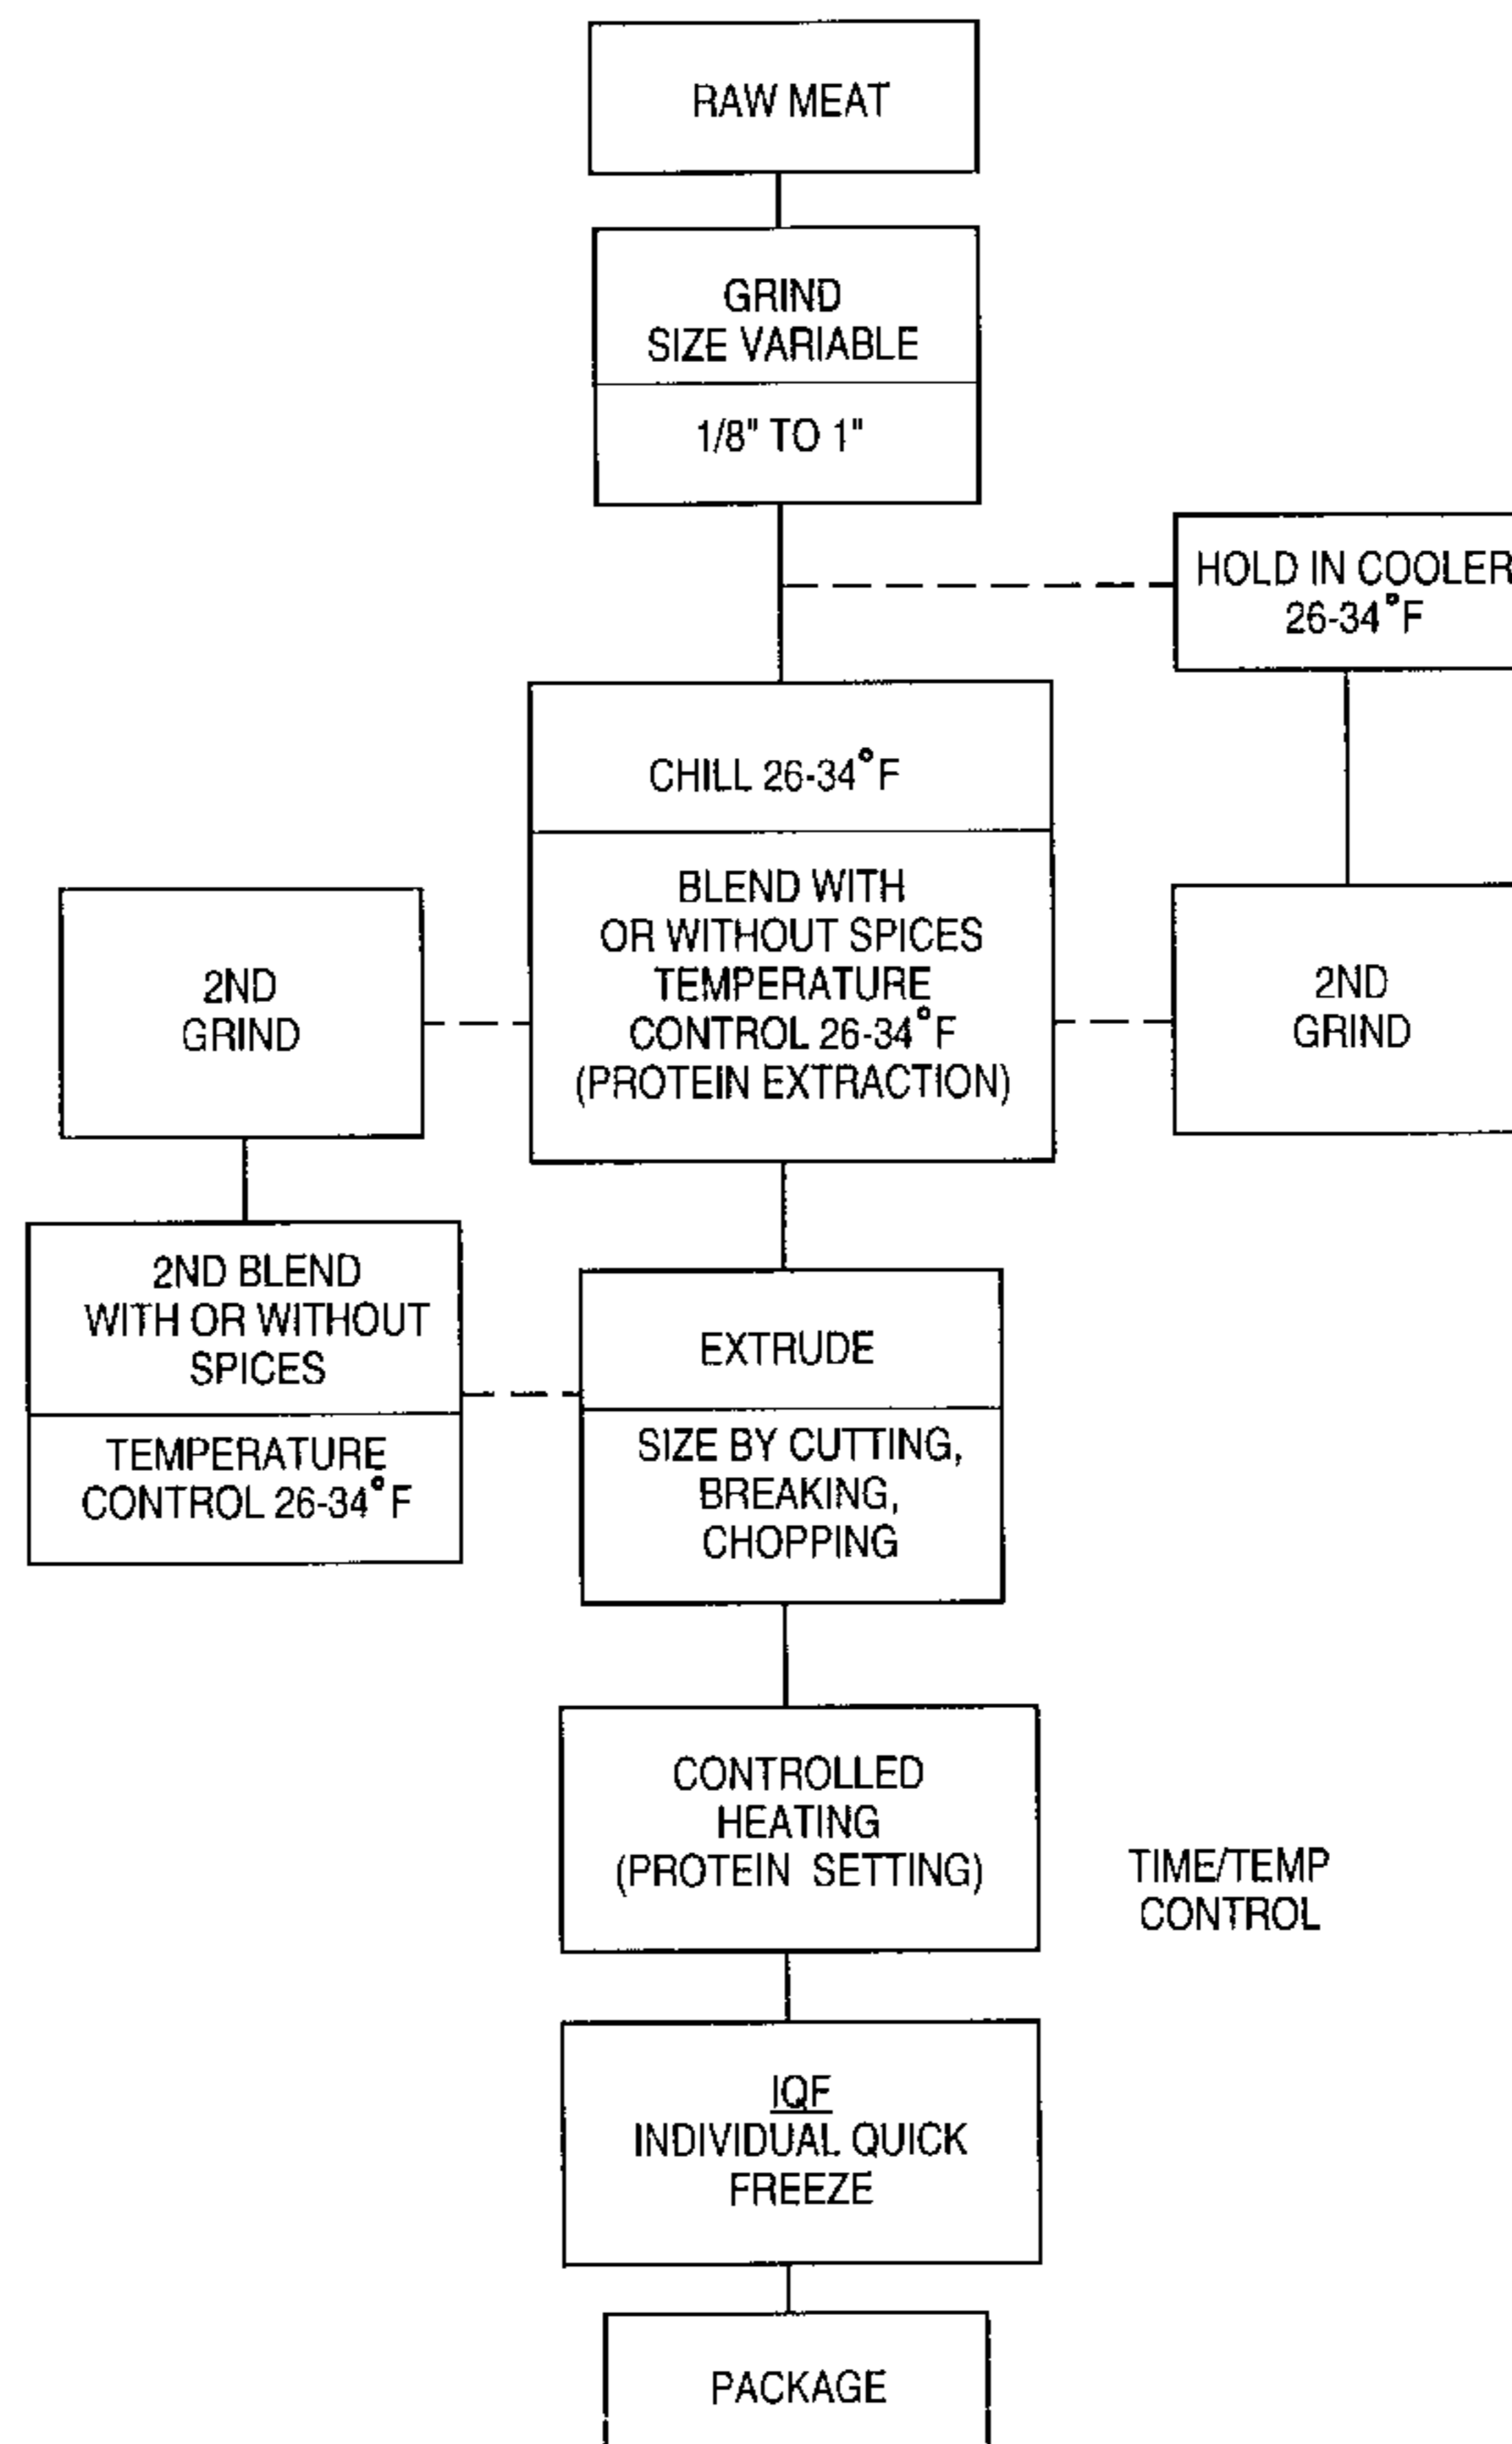 RAW MEAT
GRIND
SIZE VARIABLE
1/8" TO 1"
HOLD IN COOLER
26-34°F
CHILL 26-34°F
BLEND WITH
OR WITHOUT SPICES
TEMPERATURE
CONTROL 26-34°F
(PROTEIN EXTRACTION)
2ND
GRIND
2ND
GRIND
2ND BLEND
WITH OR WITHOUT
SPICES
TEMPERATURE
CONTROL 26-34°F
EXTRUDE
SIZE BY CUTTING,
BREAKING,
CHOPPING
CONTROLLED
HEATING
(PROTEIN SETTING)
TIME/TEMP
CONTROL
IQF
INDIVIDUAL QUICK
FREEZE
PACKAGE